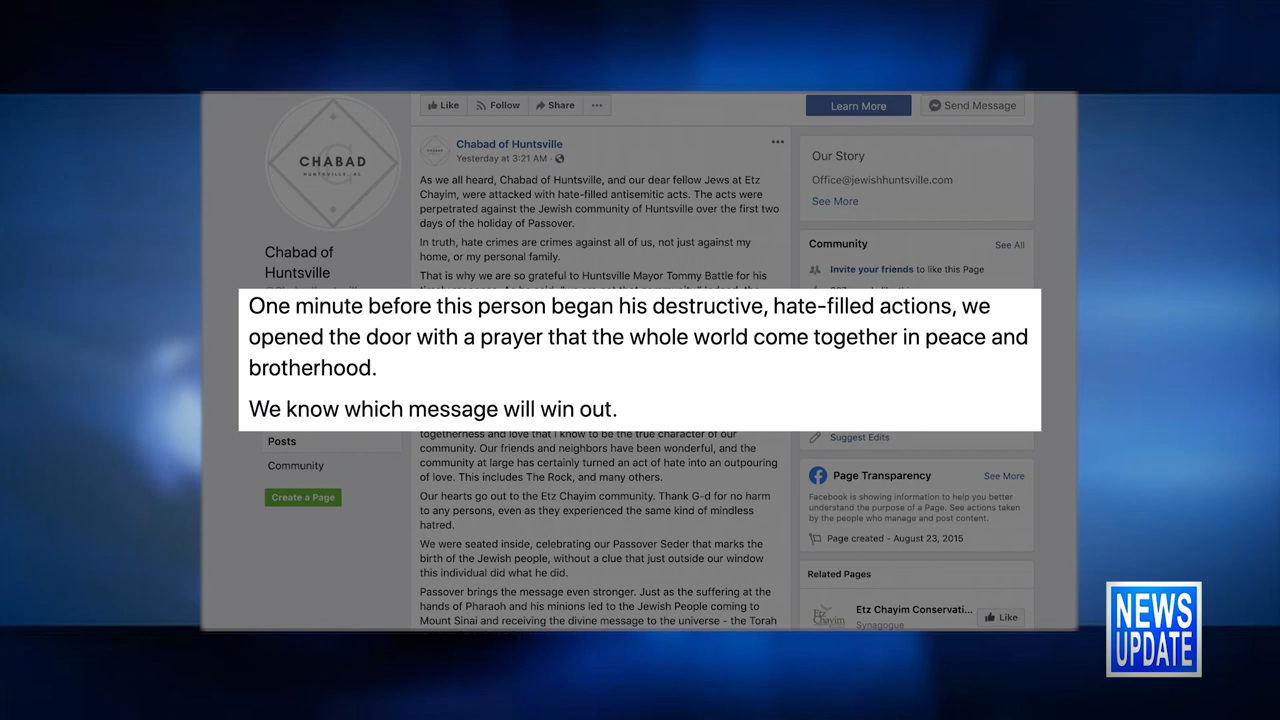 Like
Follow
Share
Learn More
Send Message
CHABAD
HUNTSVILLE, AL
Chabad of
Huntsville
Chabad of Huntsville
Yesterday at 3:21 AM ·
As we all heard, Chabad of Huntsville, and our dear fellow Jews at Etz
Chayim, were attacked with hate-filled antisemitic acts. The acts were
perpetrated against the Jewish community of Huntsville over the first two
days of the holiday of Passover.
In truth, hate crimes are crimes against all of us, not just against my
home, or my personal family.
That is why we are so grateful to Huntsville Mayor Tommy Battle for his
Our Story
Office@jewishhuntsville.com
See More
Community
See All
Invite your friends to like this Page
One minute before this person began his destructive, hate-filled actions, we
opened the door with a prayer that the whole world come together in peace and
brotherhood.
We know which message will win out.
Posts
Community
Create a Page
togetherness and love that I know to be the true character of our
community. Our friends and neighbors have been wonderful, and the
community at large has certainly turned an act of hate into an outpouring
of love. This includes The Rock, and many others.
Our hearts go out to the Etz Chayim community. Thank G-d for no harm
to any persons, even as they experienced the same kind of mindless
hatred.
We were seated inside, celebrating our Passover Seder that marks the
birth of the Jewish people, without a clue that just outside our window
this individual did what he did.
Passover brings the message even stronger. Just as the suffering at the
hands of Pharaoh and his minions led to the Jewish People coming to
Mount Sinai and receiving the divine message to the universe - the Torah
Suggest Edits
Page Transparency
See More
Facebook is showing information to help you better
understand the purpose of a Page. See actions taken
by the people who manage and post content.
Page created - August 23, 2015
Related Pages
Etz Chayim
Etz Chayim Conservati...
Synagogue
Like
NEWS
UPDATE